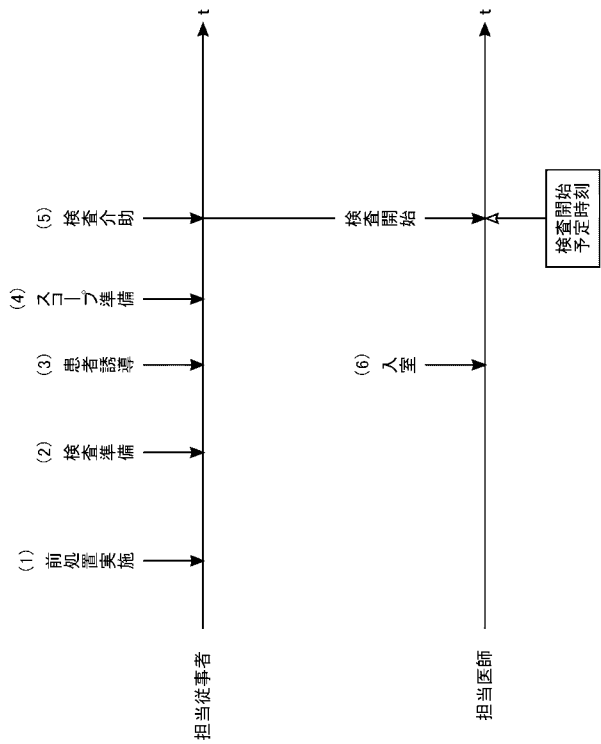 (1)
前処置実施
(2)
検査準備
(3)
患者誘導
(4)
スコープ準備
(5)
検査介助
担当従事者
t
(6)
入室
検査開始
担当医師
t
検査開始
予定時刻